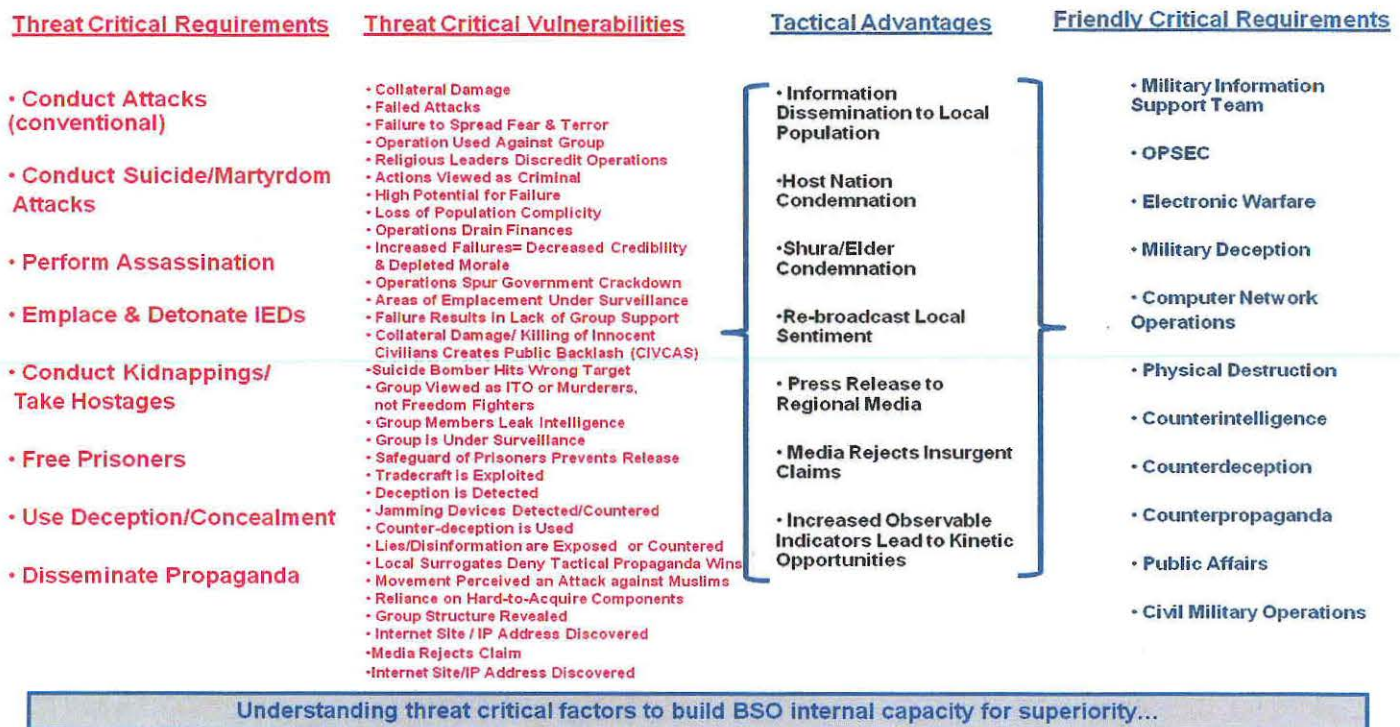 Threat Critical Requirements
• Conduct Attacks
(conventional)
• Conduct Suicide/Martyrdom
Attacks
• Perform Assassination
• Emplace & Detonate IEDs
• Conduct Kidnappings/
Take Hostages
• Free Prisoners
• Use Deception/Concealment
• Disseminate Propaganda
Threat Critical Vulnerabilities
• Collateral Damage
• Failed Attacks
• Failure to Spread Fear & Terror
• Operation Used Against Group
• Religious Leaders Discredit Operations
• Actions Viewed as Criminal
• High Potential for Failure
• Loss of Population Complicity
• Operations Drain Finances
• Increased Failures= Decreased Credibility
& Depleted Morale
• Operations Spur Government Crackdown
• Areas of Emplacement Under Surveillance
• Failure Results in Lack of Group Support
• Collateral Damage/ Killing of Innocent
Civilians Creates Public Backlash (CIVCAS)
•Suicide Bomber Hits Wrong Target
• Group Viewed as ITO or Murderers,
not Freedom Fighters
• Group Members Leak Intelligence
• Group is Under Surveillance
• Safeguard of Prisoners Prevents Release
• Tradecraft is Exploited
• Deception is Detected
• Jamming Devices Detected/Countered
• Counter-deception is Used
• Lies/Disinformation are Exposed or Countered
• Local Surrogates Deny Tactical Propaganda Wins
• Movement Perceived an Attack against Muslims
• Reliance on Hard-to-Acquire Components
• Group Structure Revealed
• Internet Site / IP Address Discovered
•Media Rejects Claim
•Internet Site/IP Address Discovered
Tactical Advantages
• Information
Dissemination to Local
Population
•Host Nation
Condemnation
•Shura/Elder
Condemnation
•Re-broadcast Local
Sentiment
• Press Release to
Regional Media
• Media Rejects Insurgent
Claims
• Increased Observable
Indicators Lead to Kinetic
Opportunities
Friendly Critical Requirements
• Military Information
Support Team
• OPSEC
• Electronic Warfare
• Military Deception
• Computer Network
Operations
• Physical Destruction
• Counterintelligence
• Counterdeception
• Counterpropaganda
• Public Affairs
• Civil Military Operations
Understanding threat critical factors to build BSO internal capacity for superiority...